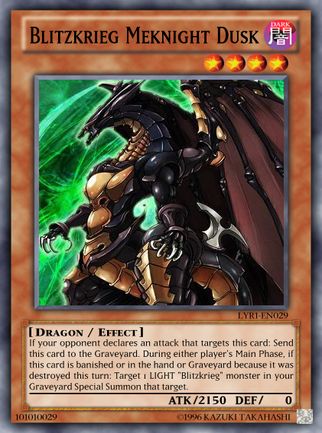 BLITZKRIEG MEKNIGHT DUSK
DARK
闇
LYR1-EN029
[ DRAGON / EFFECT ]
If your opponent declares an attack that targets this card: Send
this card to the Graveyard. During either player's Main Phase, if
this card is banished or in the hand or Graveyard because it was
destroyed this turn: Target 1 LIGHT "Blitzkrieg" monster in
your Graveyard Special Summon that target.
ATK/2150 DEF/ 0
101010029
©1996 KAZUKI TAKAHASHI